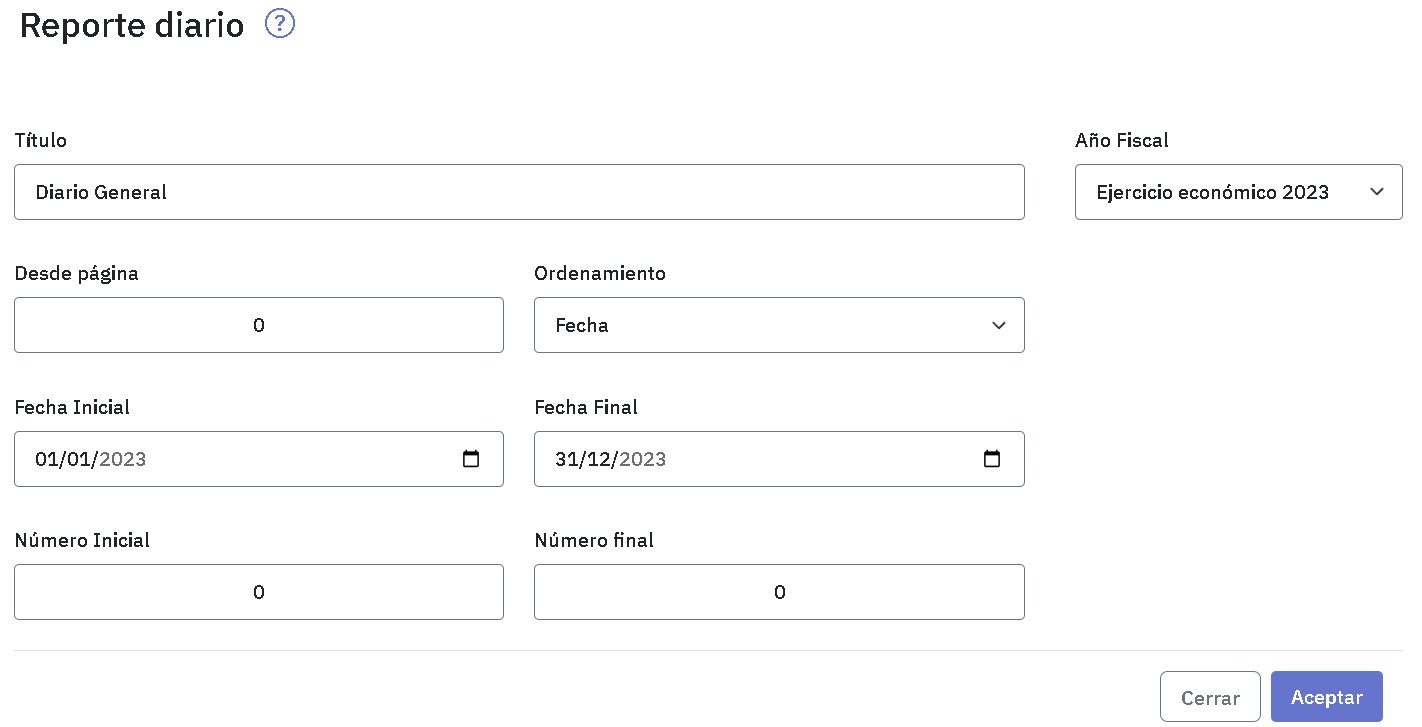 Reporte diario ?
Título
Año Fiscal
Diario General
Ejercicio económico 2023
Desde página
Ordenamiento
0
Fecha
Fecha Inicial
Fecha Final
01/01/2023
31/12/2023
Número Inicial
Número final
0
0
Cerrar
Aceptar